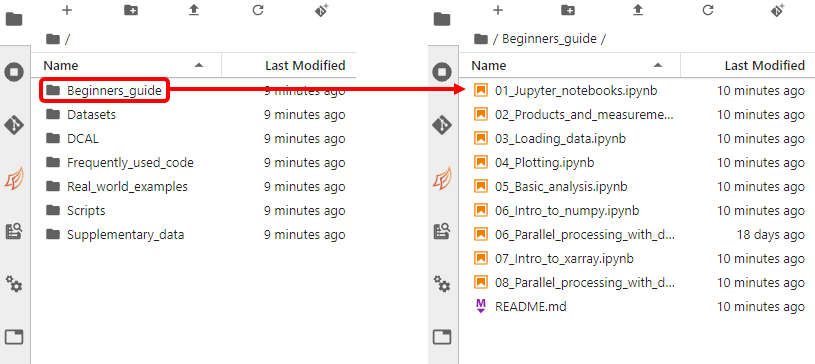 /
Name Last Modified
Beginners_guide 9 minutes ago
Datasets 9 minutes ago
DCAL 9 minutes ago
Frequently_used_code 9 minutes ago
Real_world_examples 9 minutes ago
Scripts 9 minutes ago
Supplementary_data 9 minutes ago
/ Beginners_guide /
Name Last Modified
01_Jupyter_notebooks.ipynb 10 minutes ago
02_Products_and_measureme... 10 minutes ago
03_Loading_data.ipynb 10 minutes ago
04_Plotting.ipynb 10 minutes ago
05_Basic_analysis.ipynb 10 minutes ago
06_Intro_to_numpy.ipynb 10 minutes ago
06_Parallel_processing_with_d... 18 days ago
07_Intro_to_xarray.ipynb 10 minutes ago
08_Parallel_processing_with_d... 10 minutes ago
M README.md 10 minutes ago